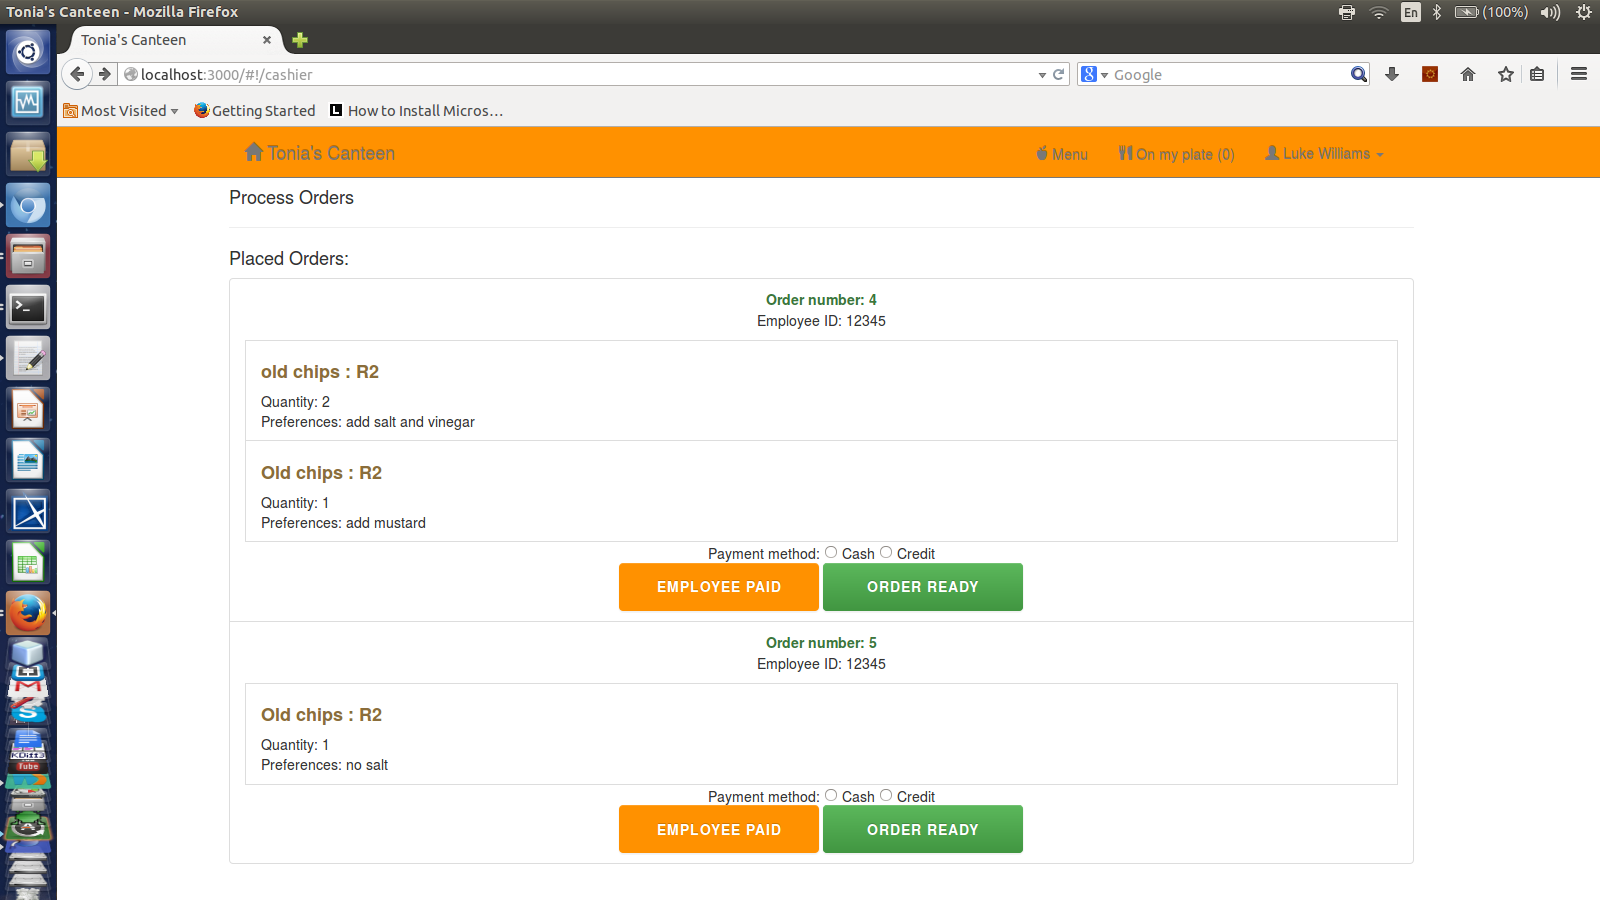 Tonia's Canteen - Mozilla Firefox
En
(100%)
Tonia's Canteen
localhost:3000/#!/cashier
Google
Most Visited
Getting Started
How to Install Micros...
Tonia's Canteen
Menu
On my plate (0)
Luke Williams
Process Orders
Placed Orders:
Order number: 4
Employee ID: 12345
old chips : R2
Quantity: 2
Preferences: add salt and vinegar
Old chips : R2
Quantity: 1
Preferences: add mustard
Payment method: Cash Credit
EMPLOYEE PAID
ORDER READY
Order number: 5
Employee ID: 12345
Old chips : R2
Quantity: 1
Preferences: no salt
Payment method: Cash Credit
EMPLOYEE PAID
ORDER READY
Tube